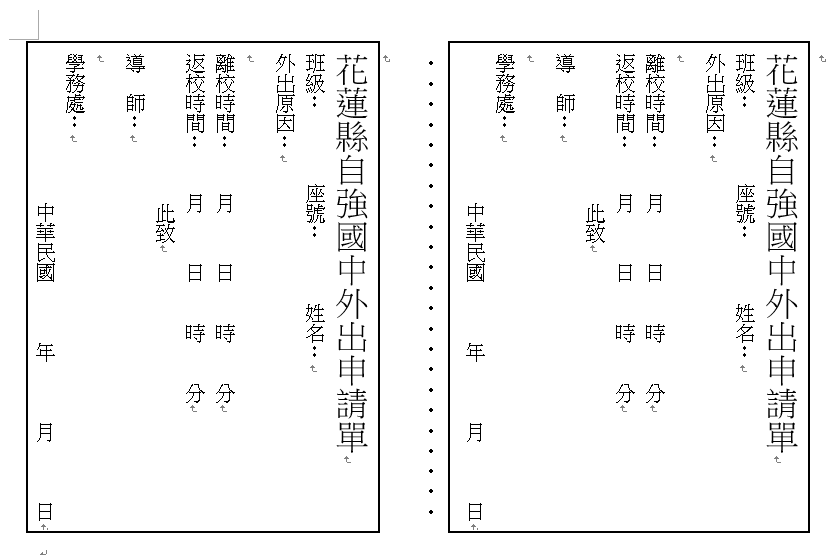 花蓮縣自強國中外出申請單
班級： 座號： 姓名：
外出原因：
離校時間： 月 日 時 分
返校時間： 月 日 時 分
此致
導 師：
學務處：
中華民國 年 月 日
花蓮縣自強國中外出申請單
班級： 座號： 姓名：
外出原因：
離校時間： 月 日 時 分
返校時間： 月 日 時 分
此致
導 師：
學務處：
中華民國 年 月 日